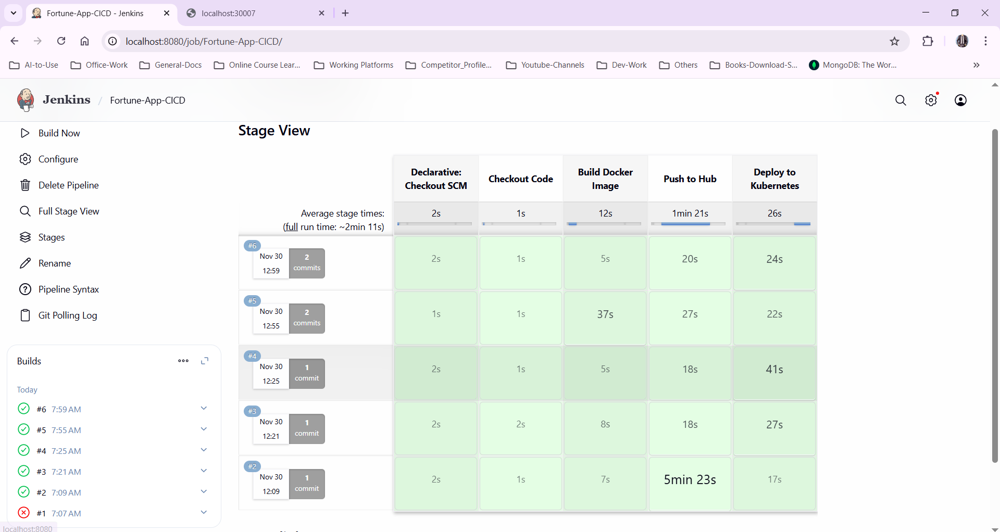 Fortune-App-CICD - Jenkins
localhost:30007
localhost:8080/job/Fortune-App-CICD/
AI-to-Use
Office-Work
General-Docs
Online Course Lear...
Working Platforms
Competitor_Profile...
Youtube-Channels
Dev-Work
Others
Books-Download-S...
MongoDB: The Wor...
Jenkins / Fortune-App-CICD
Build Now
Configure
Delete Pipeline
Full Stage View
Stages
Rename
Pipeline Syntax
Git Polling Log
Builds
Today
#6 7:59 AM
#5 7:55 AM
#4 7:25 AM
#3 7:21 AM
#2 7:09 AM
#1 7:07 AM
localhost:8080
Stage View
Declarative:
Checkout SCM
Checkout Code
Build Docker
Image
Push to Hub
Deploy to
Kubernetes
Average stage times:
(full run time: ~2min 11s)
2s
1s
12s
1min 21s
26s
#6
Nov 30
12:59
2
commits
2s
1s
5s
20s
24s
#5
Nov 30
12:55
2
commits
1s
1s
37s
27s
22s
#4
Nov 30
12:25
1
commit
2s
1s
5s
18s
41s
#3
Nov 30
12:21
1
commit
2s
2s
8s
18s
27s
#2
Nov 30
12:09
1
commit
2s
1s
7s
5min 23s
17s